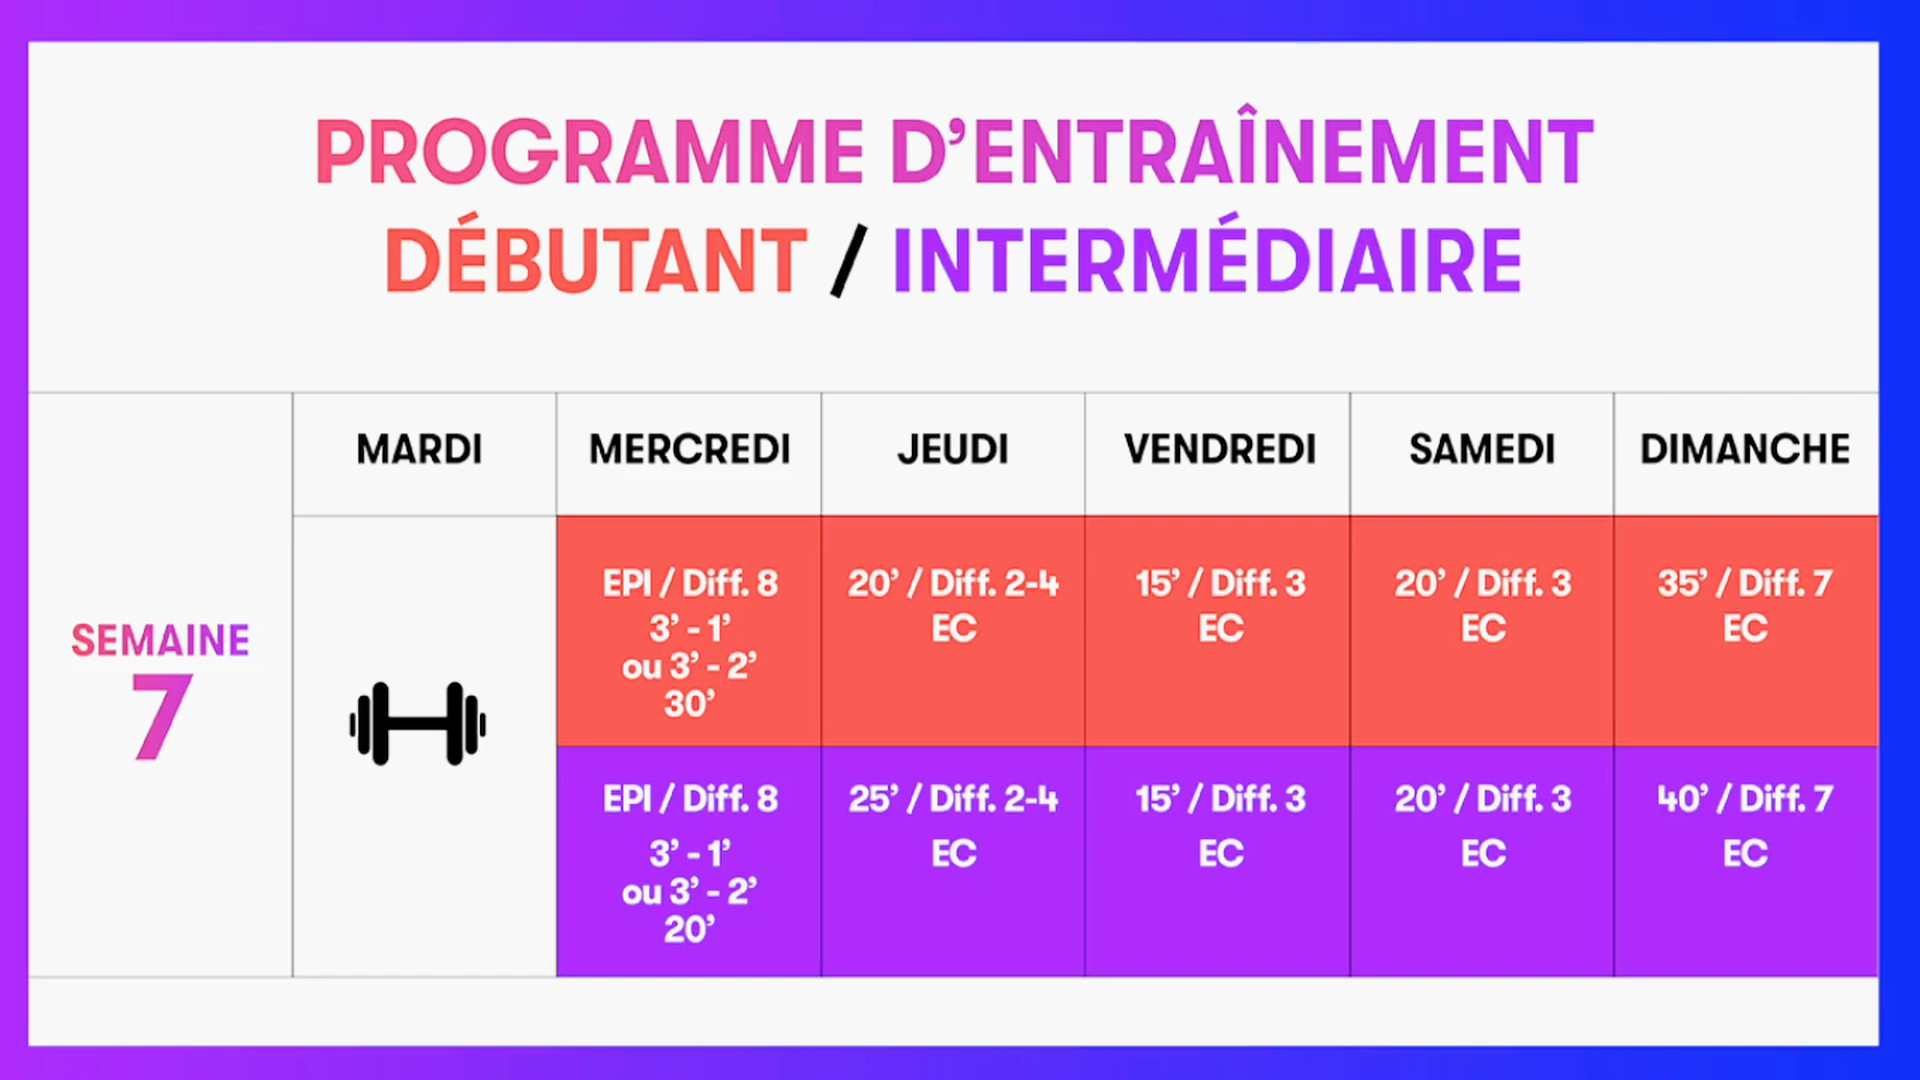 PROGRAMME D’ENTRAÎNEMENT
DÉBUTANT / INTERMÉDIAIRE
MARDI
MERCREDI
JEUDI
VENDREDI
SAMEDI
DIMANCHE
SEMAINE
7
EPI / Diff. 8
3’ - 1’
ou 3’ - 2’
30’
20’ / Diff. 2-4
EC
15’ / Diff. 3
EC
20’ / Diff. 3
EC
35’ / Diff. 7
EC
EPI / Diff. 8
3’ - 1’
ou 3’ - 2’
20’
25’ / Diff. 2-4
EC
15’ / Diff. 3
EC
20’ / Diff. 3
EC
40’ / Diff. 7
EC